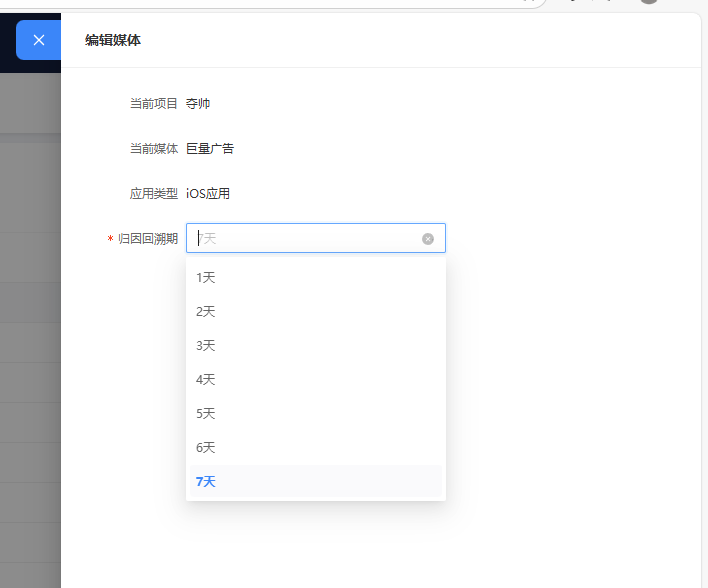 编辑媒体
当前项目 夺帅
当前媒体 巨量广告
应用类型 iOS应用
* 归因回溯期 7天
1天
2天
3天
4天
5天
6天
7天